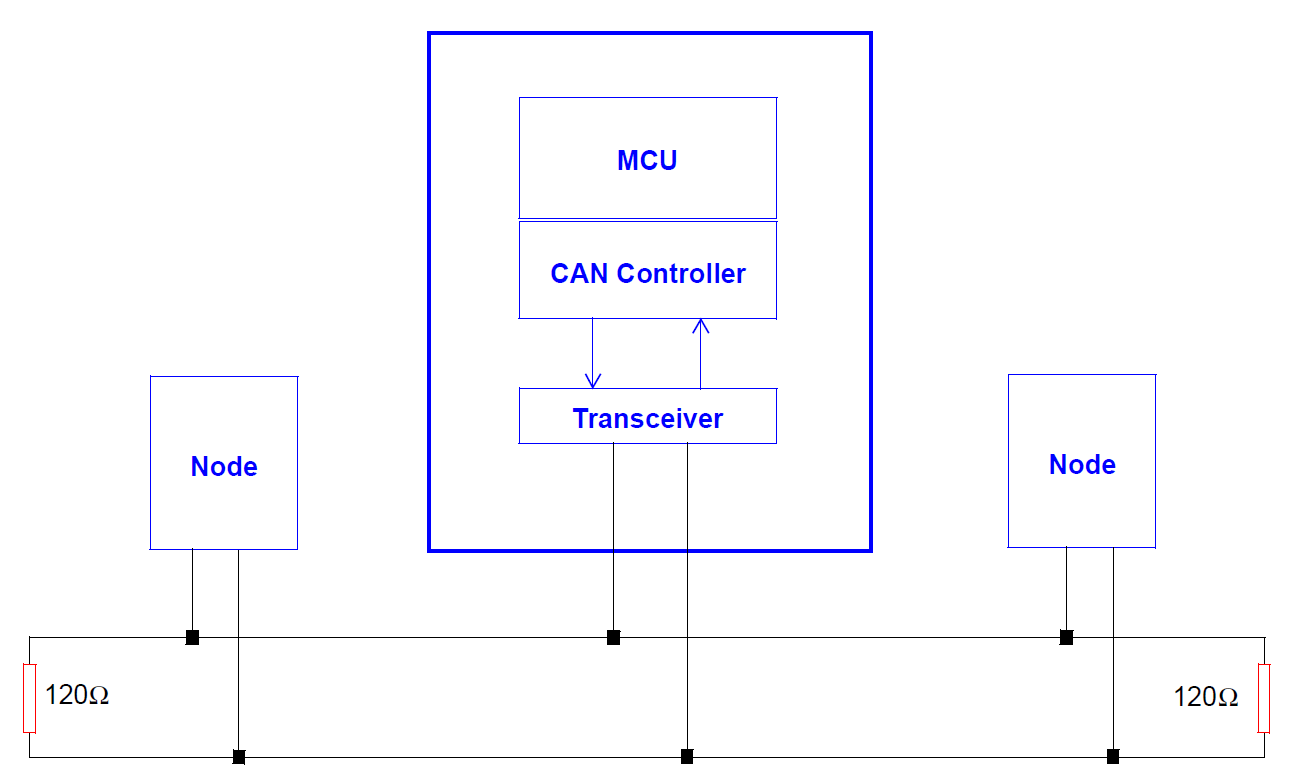 MCU
CAN Controller
Transceiver
Node
Node
120Ω
120Ω